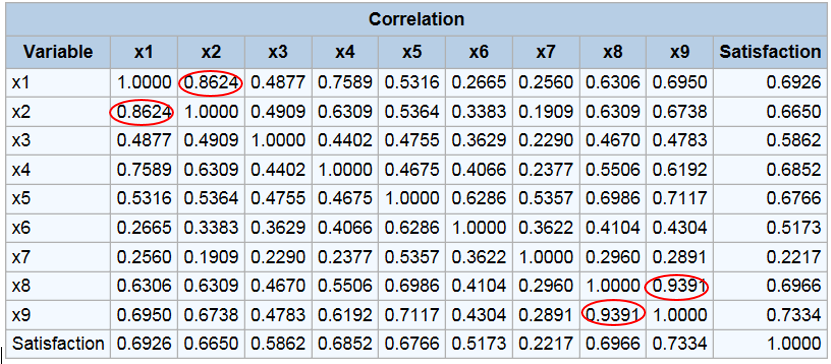 Correlation
Variable x1 x2 x3 x4 x5 x6 x7 x8 x9 Satisfaction
x1 1.0000 0.8624 0.4877 0.7589 0.5316 0.2665 0.2560 0.6306 0.6950 0.6926
x2 0.8624 1.0000 0.4909 0.6309 0.5364 0.3383 0.1909 0.6309 0.6738 0.6650
x3 0.4877 0.4909 1.0000 0.4402 0.4755 0.3629 0.2290 0.4670 0.4783 0.5862
x4 0.7589 0.6309 0.4402 1.0000 0.4675 0.4066 0.2377 0.5506 0.6192 0.6852
x5 0.5316 0.5364 0.4755 0.4675 1.0000 0.6286 0.5357 0.6986 0.7117 0.6766
x6 0.2665 0.3383 0.3629 0.4066 0.6286 1.0000 0.3622 0.4104 0.4304 0.5173
x7 0.2560 0.1909 0.2290 0.2377 0.5357 0.3622 1.0000 0.2960 0.2891 0.2217
x8 0.6306 0.6309 0.4670 0.5506 0.6986 0.4104 0.2960 1.0000 0.9391 0.6966
x9 0.6950 0.6738 0.4783 0.6192 0.7117 0.4304 0.2891 0.9391 1.0000 0.7334
Satisfaction 0.6926 0.6650 0.5862 0.6852 0.6766 0.5173 0.2217 0.6966 0.7334 1.0000